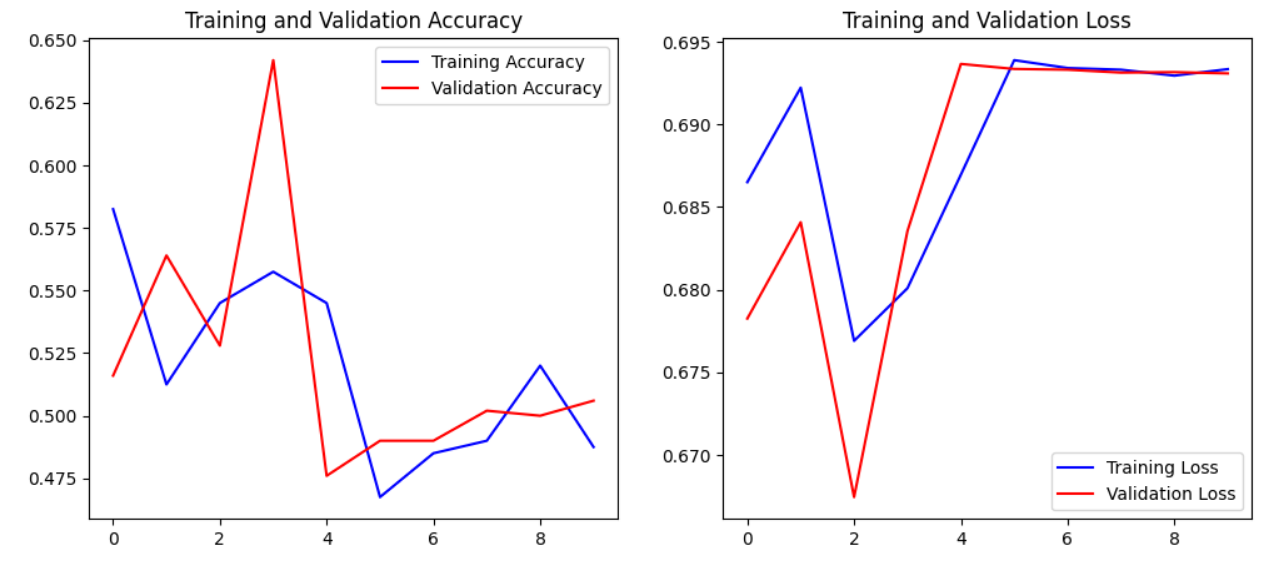 Training and Validation Accuracy
0.650
0.625
0.600
0.575
0.550
0.525
0.500
0.475
0 2 4 6 8
Training Accuracy
Validation Accuracy
Training and Validation Loss
0.695
0.690
0.685
0.680
0.675
0.670
0 2 4 6 8
Training Loss
Validation Loss